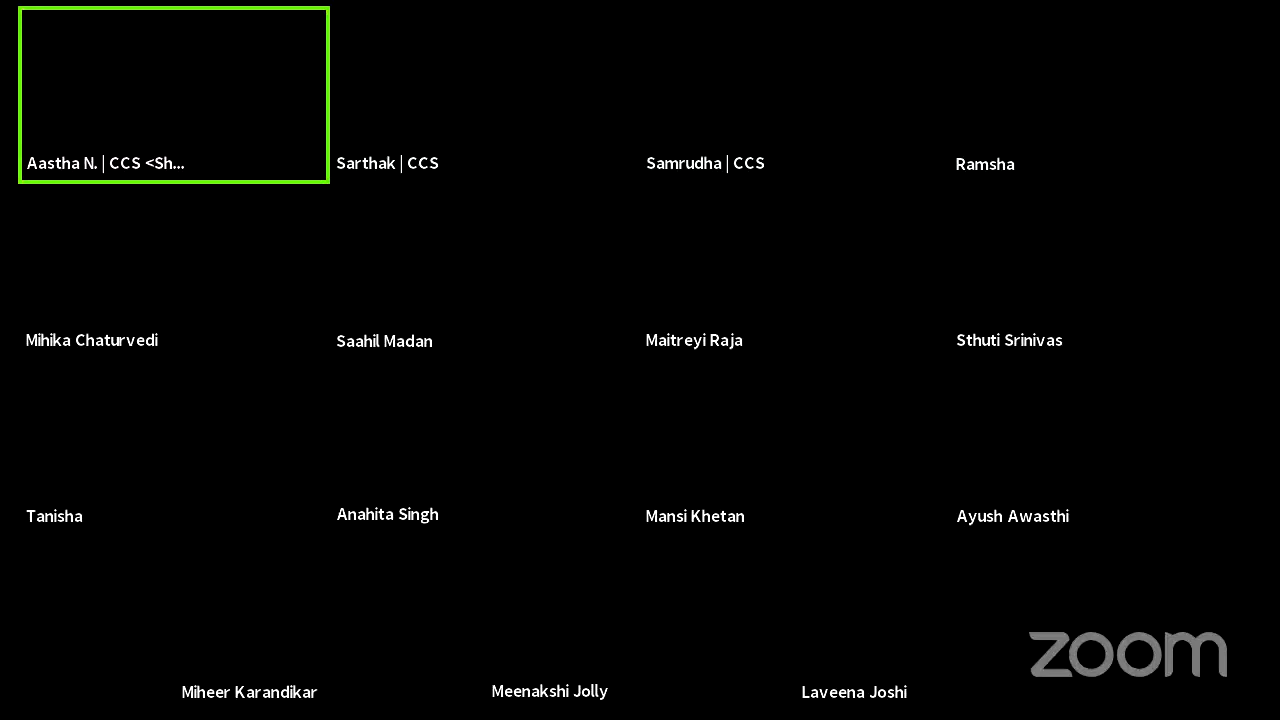 Aastha N. | CCS <Sh...
Sarthak | CCS
Samrudha | CCS
Ramsha
Mihika Chaturvedi
Saahil Madan
Maitreyi Raja
Sthuti Srinivas
Tanisha
Anahita Singh
Mansi Khetan
Ayush Awasthi
Miheer Karandikar
Meenakshi Jolly
Laveena Joshi
zoom